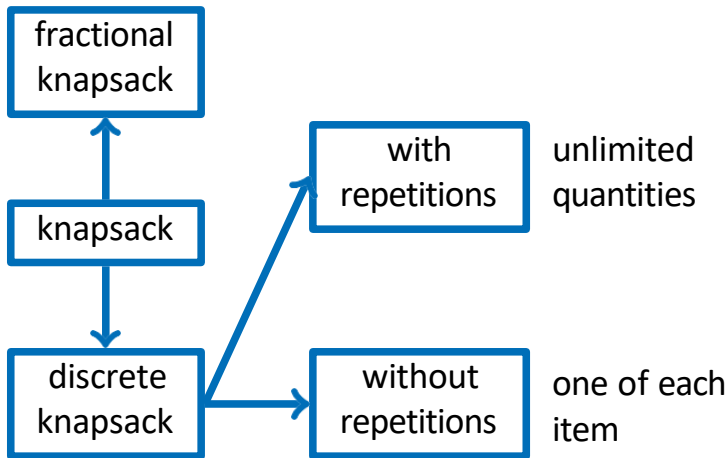 fractional
knapsack
knapsack
discrete
knapsack
with
repetitions
unlimited
quantities
without
repetitions
one of each
item